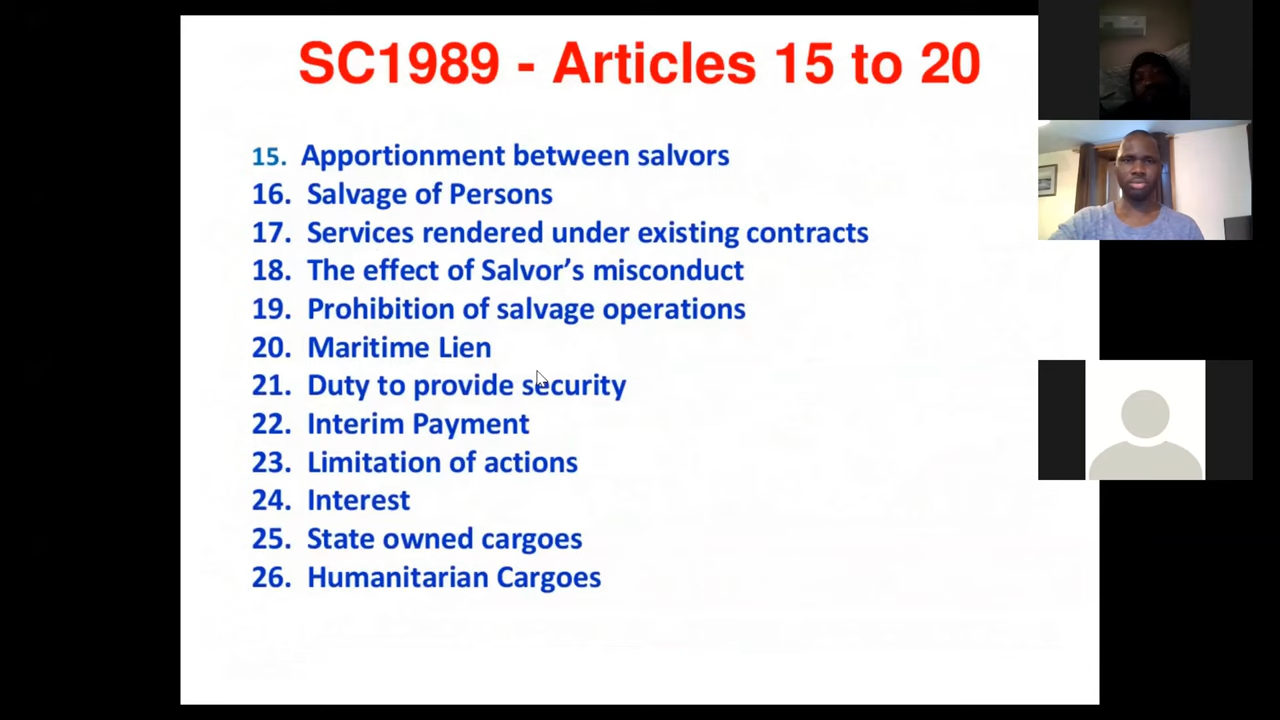 SC1989 - Articles 15 to 20
15. Apportionment between salvors
16. Salvage of Persons
17. Services rendered under existing contracts
18. The effect of Salvor's misconduct
19. Prohibition of salvage operations
20. Maritime Lien
21. Duty to provide security
22. Interim Payment
23. Limitation of actions
24. Interest
25. State owned cargoes
26. Humanitarian Cargoes